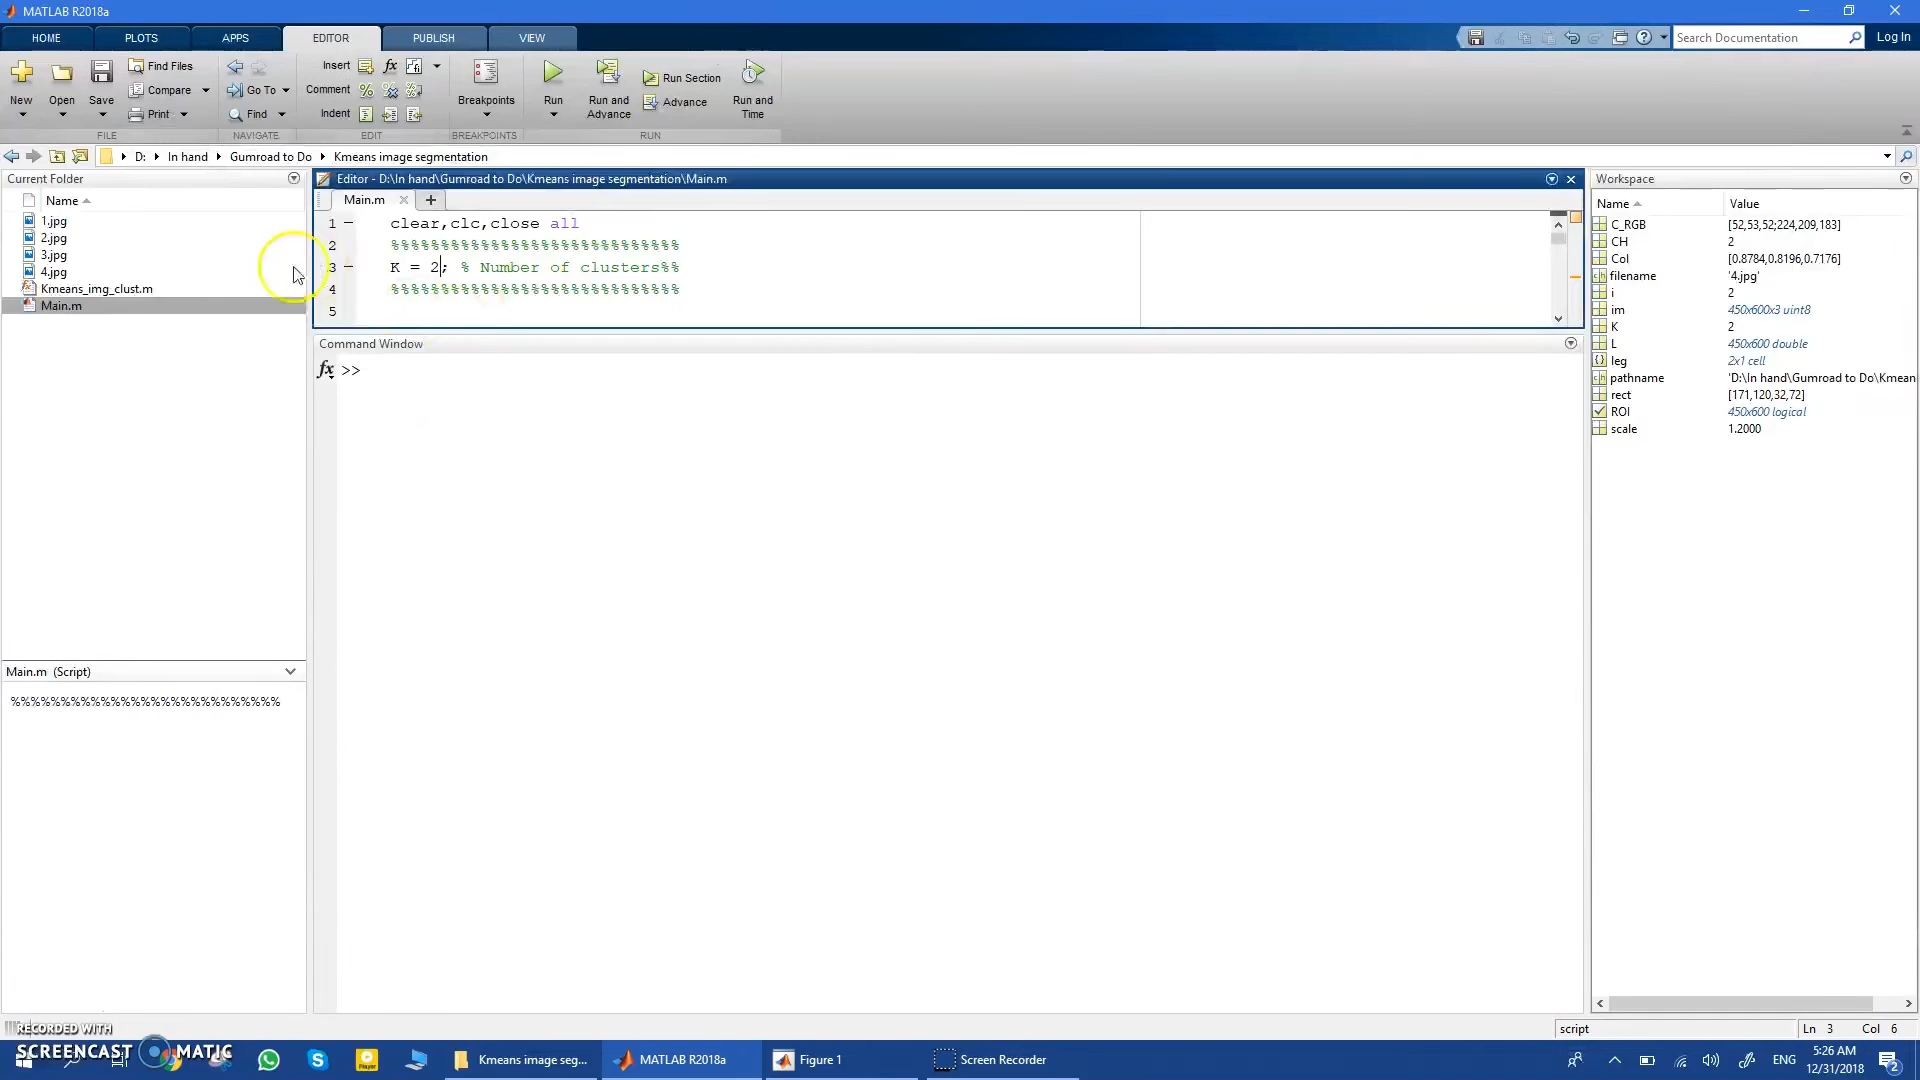 MATLAB R2018a
HOME PLOTS APPS EDITOR PUBLISH VIEW Search Documentation Log In
New Open Save Find Files Compare Print Go To Find Insert Comment Indent Breakpoints Run Run and Advance Run Section Advance Run and Time
FILE NAVIGATE EDIT BREAKPOINTS RUN
D: In hand Gumroad to Do Kmeans image segmentation
Current Folder
Name
1.jpg
2.jpg
3.jpg
4.jpg
Kmeans_img_clust.m
Main.m
Main.m (Script)
%%%%%%%%%%%%%%%%%%%%%%%%%%%
Editor - D:\In hand\Gumroad to Do\Kmeans image segmentation\Main.m
Main.m
1 clear,clc,close all
2 %%%%%%%%%%%%%%%%%%%%%%%%%%%%%
3 K = 2; % Number of clusters%%
4 %%%%%%%%%%%%%%%%%%%%%%%%%%%%%
5
Command Window
fx >>
Workspace
Name Value
C_RGB [52,53,52;224,209,183]
CH 2
Col [0.8784,0.8196,0.7176]
filename '4.jpg'
i 2
im 450x600x3 uint8
K 2
L 450x600 double
leg 2x1 cell
pathname 'D:\In hand\Gumroad to Do\Kmean
rect [171,120,32,72]
ROI 450x600 logical
scale 1.2000
script Ln 3 Col 6
RECORDED WITH
SCREENCAST MATIC
Kmeans image seg... MATLAB R2018a Figure 1 Screen Recorder
ENG 5:26 AM
12/31/2018
2